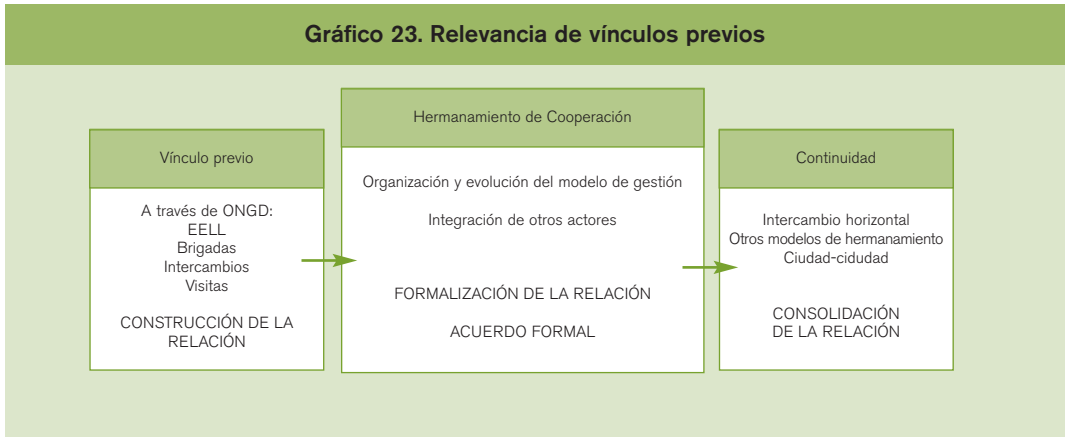 Gráfico 23. Relevancia de vínculos previos
Vínculo previo
A través de ONGD:
EELL
Brigadas
Intercambios
Visitas
CONSTRUCCIÓN DE LA
RELACIÓN
Hermanamiento de Cooperación
Organización y evolución del modelo de gestión
Integración de otros actores
FORMALIZACIÓN DE LA RELACIÓN
ACUERDO FORMAL
Continuidad
Intercambio horizontal
Otros modelos de hermanamiento
Ciudad-cidudad
CONSOLIDACIÓN
DE LA RELACIÓN